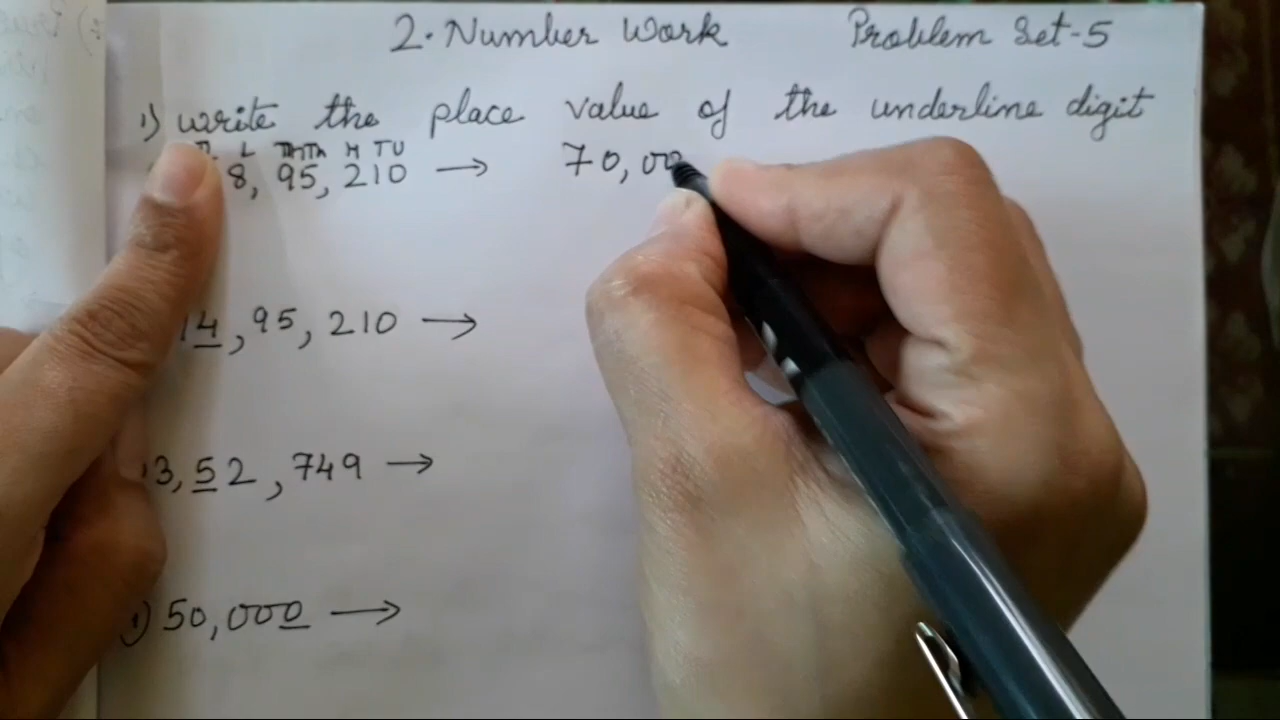 2. Number Work Problem Set-5
1) write the place value of the underline digit
L TTh Th H T U
8, 95, 210 → 70,00
14, 95, 210 →
3, 52, 749 →
50,000 →